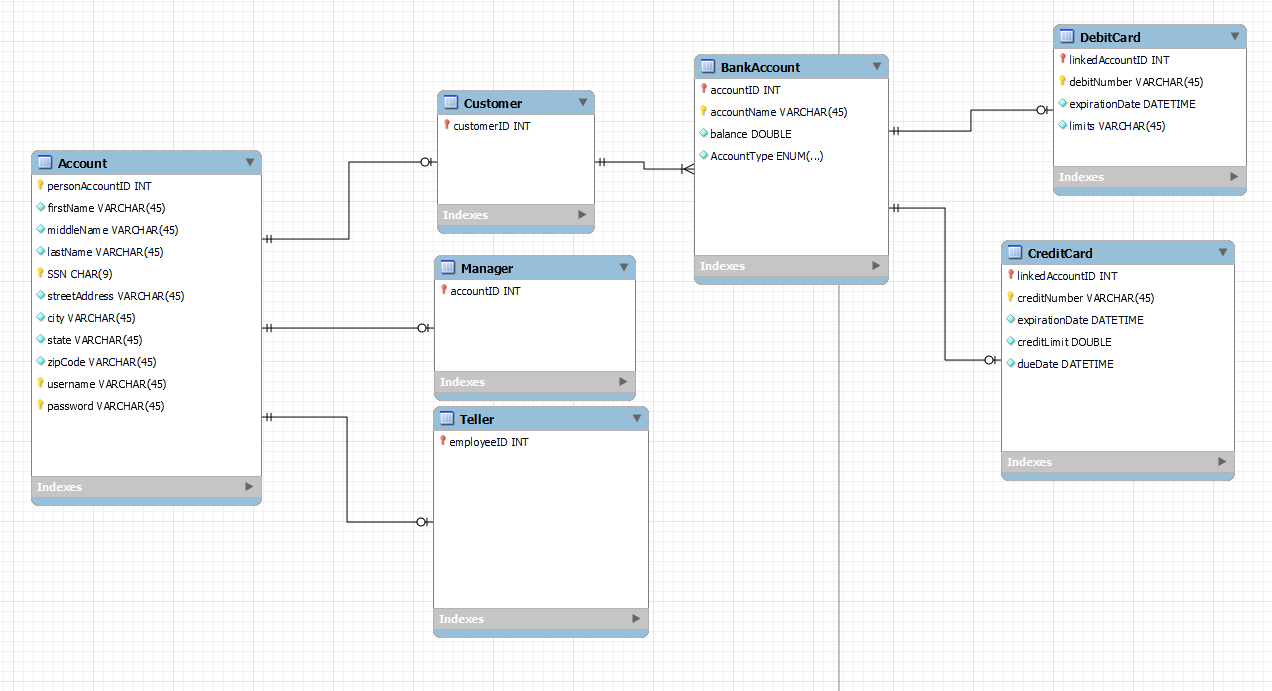 Account
personAccountID INT
firstName VARCHAR(45)
middleName VARCHAR(45)
lastName VARCHAR(45)
SSN CHAR(9)
streetAddress VARCHAR(45)
city VARCHAR(45)
state VARCHAR(45)
zipCode VARCHAR(45)
username VARCHAR(45)
password VARCHAR(45)
Indexes
Customer
customerID INT
Indexes
Manager
accountID INT
Indexes
Teller
employeeID INT
Indexes
BankAccount
accountID INT
accountName VARCHAR(45)
balance DOUBLE
AccountType ENUM(...)
Indexes
DebitCard
linkedAccountID INT
debitNumber VARCHAR(45)
expirationDate DATETIME
limits VARCHAR(45)
Indexes
CreditCard
linkedAccountID INT
creditNumber VARCHAR(45)
expirationDate DATETIME
creditLimit DOUBLE
dueDate DATETIME
Indexes